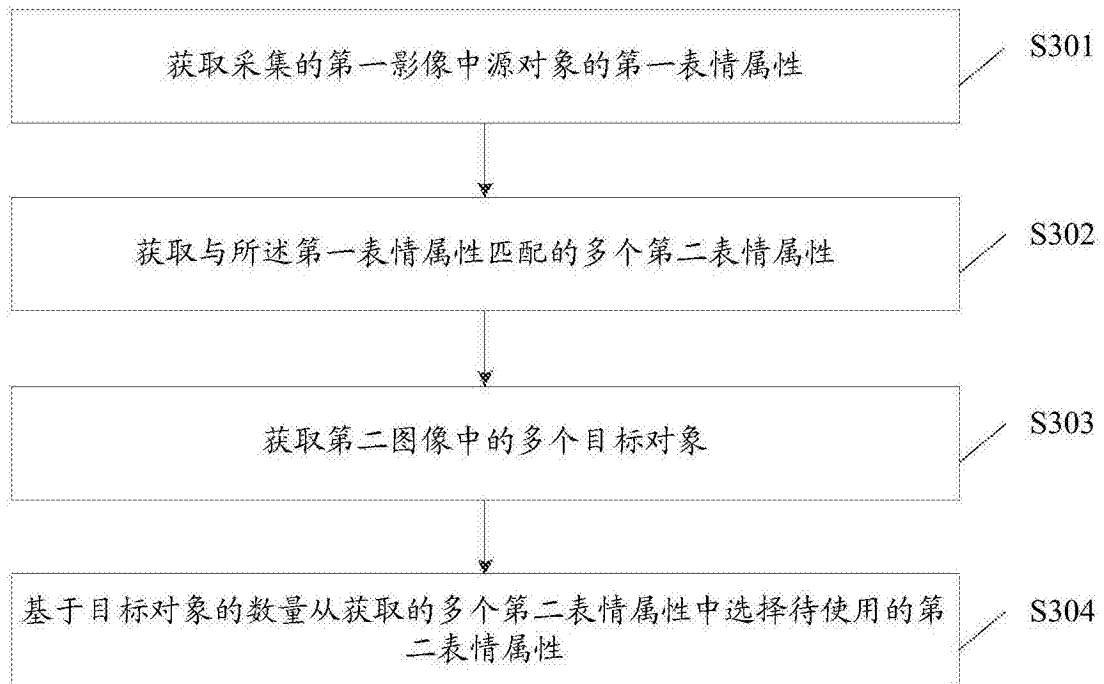 获取采集的第一影像中源对象的第一表情属性
S301
获取与所述第一表情属性匹配的多个第二表情属性
S302
获取第二图像中的多个目标对象
S303
基于目标对象的数量从获取的多个第二表情属性中选择待使用的第
二表情属性
S304